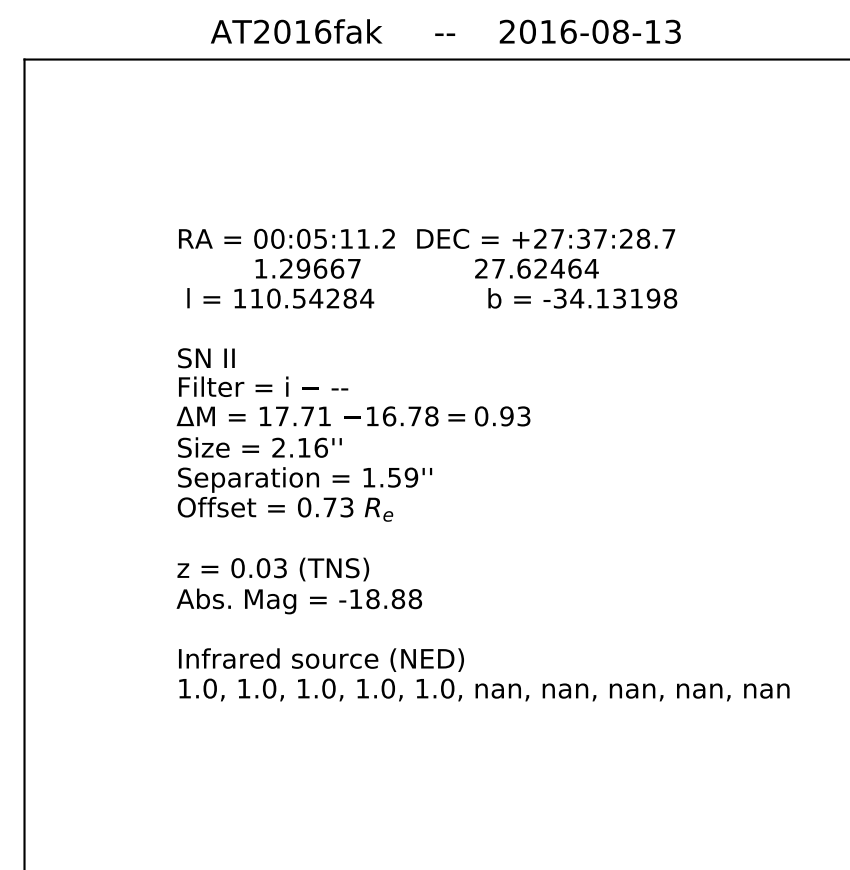 AT2016fak -- 2016-08-13
RA = 00:05:11.2 DEC = +27:37:28.7
1.29667 27.62464
l = 110.54284 b = -34.13198
SN II
Filter = i − --
ΔM = 17.71 −16.78 = 0.93
Size = 2.16''
Separation = 1.59''
Offset = 0.73 Rₑ
z = 0.03 (TNS)
Abs. Mag = -18.88
Infrared source (NED)
1.0, 1.0, 1.0, 1.0, 1.0, nan, nan, nan, nan, nan